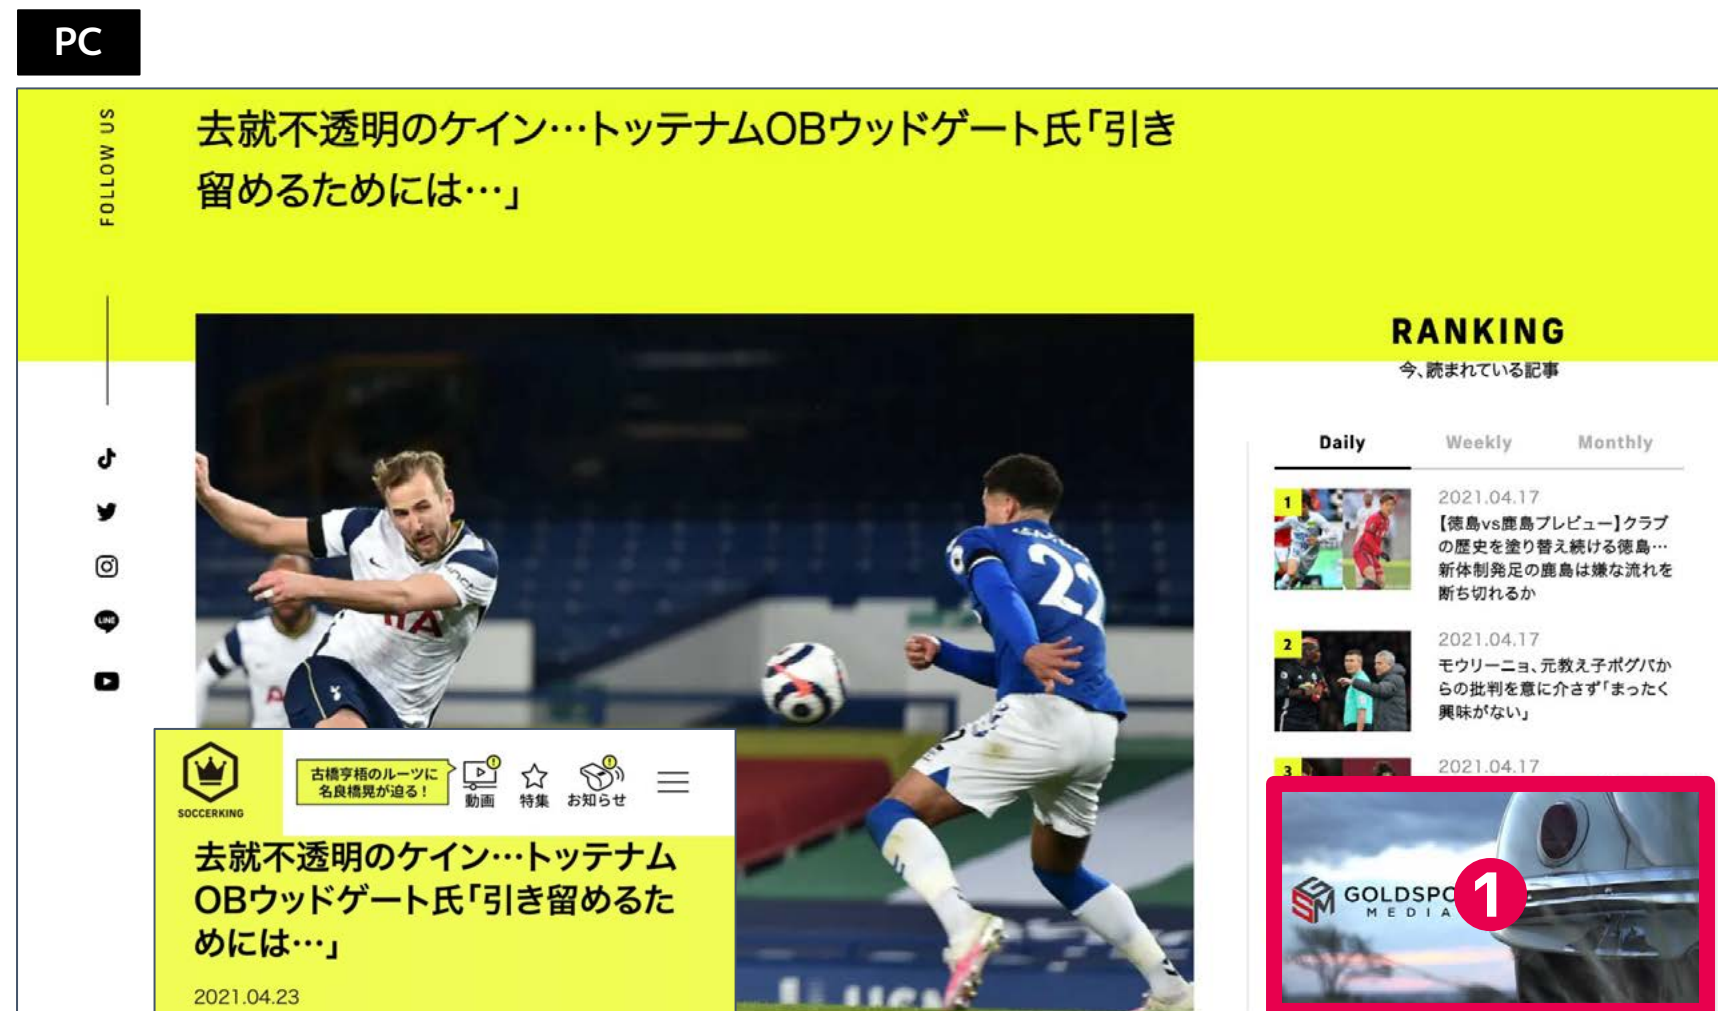 PC
FOLLOW US
去就不透明のケイン…トッテナムOBウッドゲート氏「引き
留めるためには…」
RANKING
今、読まれている記事
Daily
Weekly
Monthly
1
2021.04.17
【徳島vs鹿島プレビュー】クラブ
の歴史を塗り替え続ける徳島…
新体制発足の鹿島は嫌な流れを
断ち切れるか
2
2021.04.17
モウリーニョ、元教え子ポグバか
らの批判を意に介さず「まったく
興味がない」
3
2021.04.17
LINE
22
SOCCERKING
古橋亨梧のルーツに
名良橋晃が迫る!
動画
特集
お知らせ
去就不透明のケイン…トッテナム
OBウッドゲート氏「引き留めるた
めには…」
2021.04.23
GSM
1